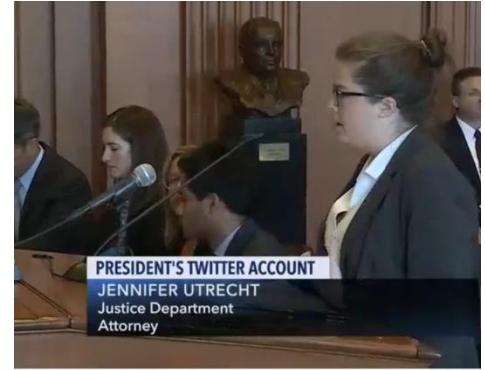 PRESIDENT'S TWITTER ACCOUNT
JENNIFER UTRECHT
Justice Department
Attorney